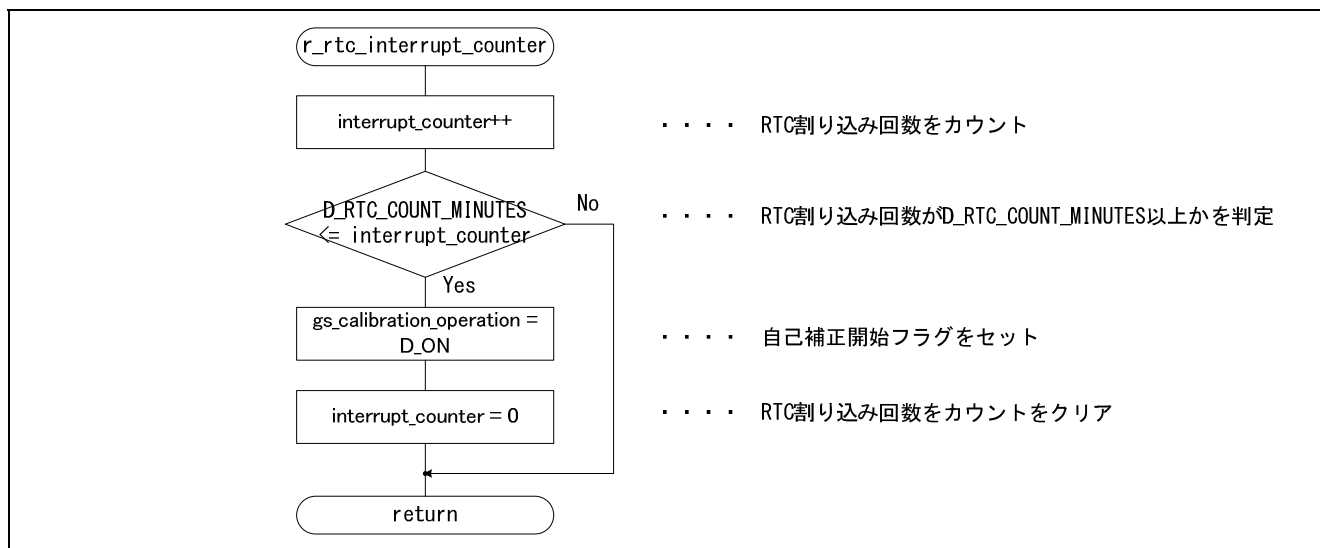 r_rtc_interrupt_counter
interrupt_counter++
・・・・ RTC割り込み回数をカウント
D_RTC_COUNT_MINUTES
<= interrupt_counter
No
・・・・ RTC割り込み回数がD_RTC_COUNT_MINUTES以上かを判定
Yes
gs_calibration_operation =
D_ON
・・・・ 自己補正開始フラグをセット
interrupt_counter = 0
・・・・ RTC割り込み回数をカウントをクリア
return